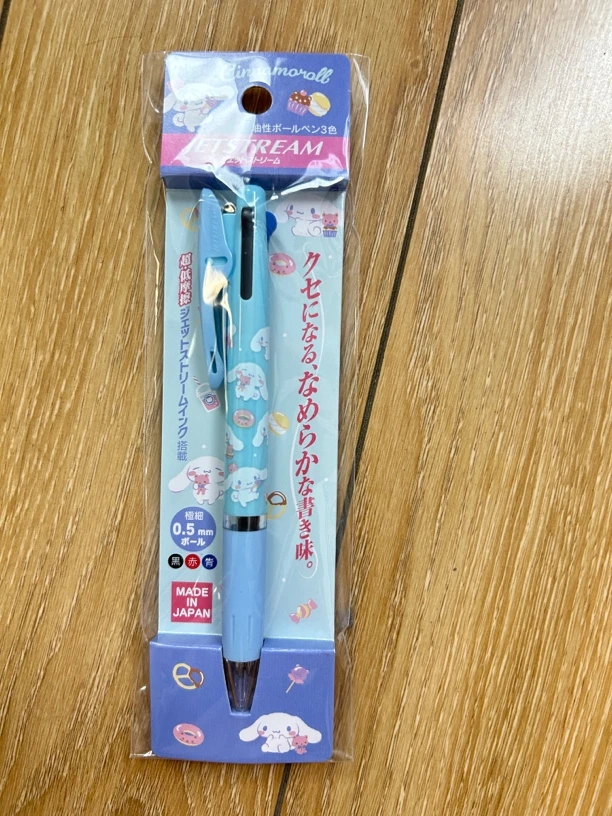 Cinnamoroll
油性ボールペン3色
JETSTREAM
ジェットストリーム
クセになる、なめらかな書き味。
超・低摩擦ジェットストリームインク搭載
極細
0.5mm
ボール
黒 赤 青
MADE
IN
JAPAN